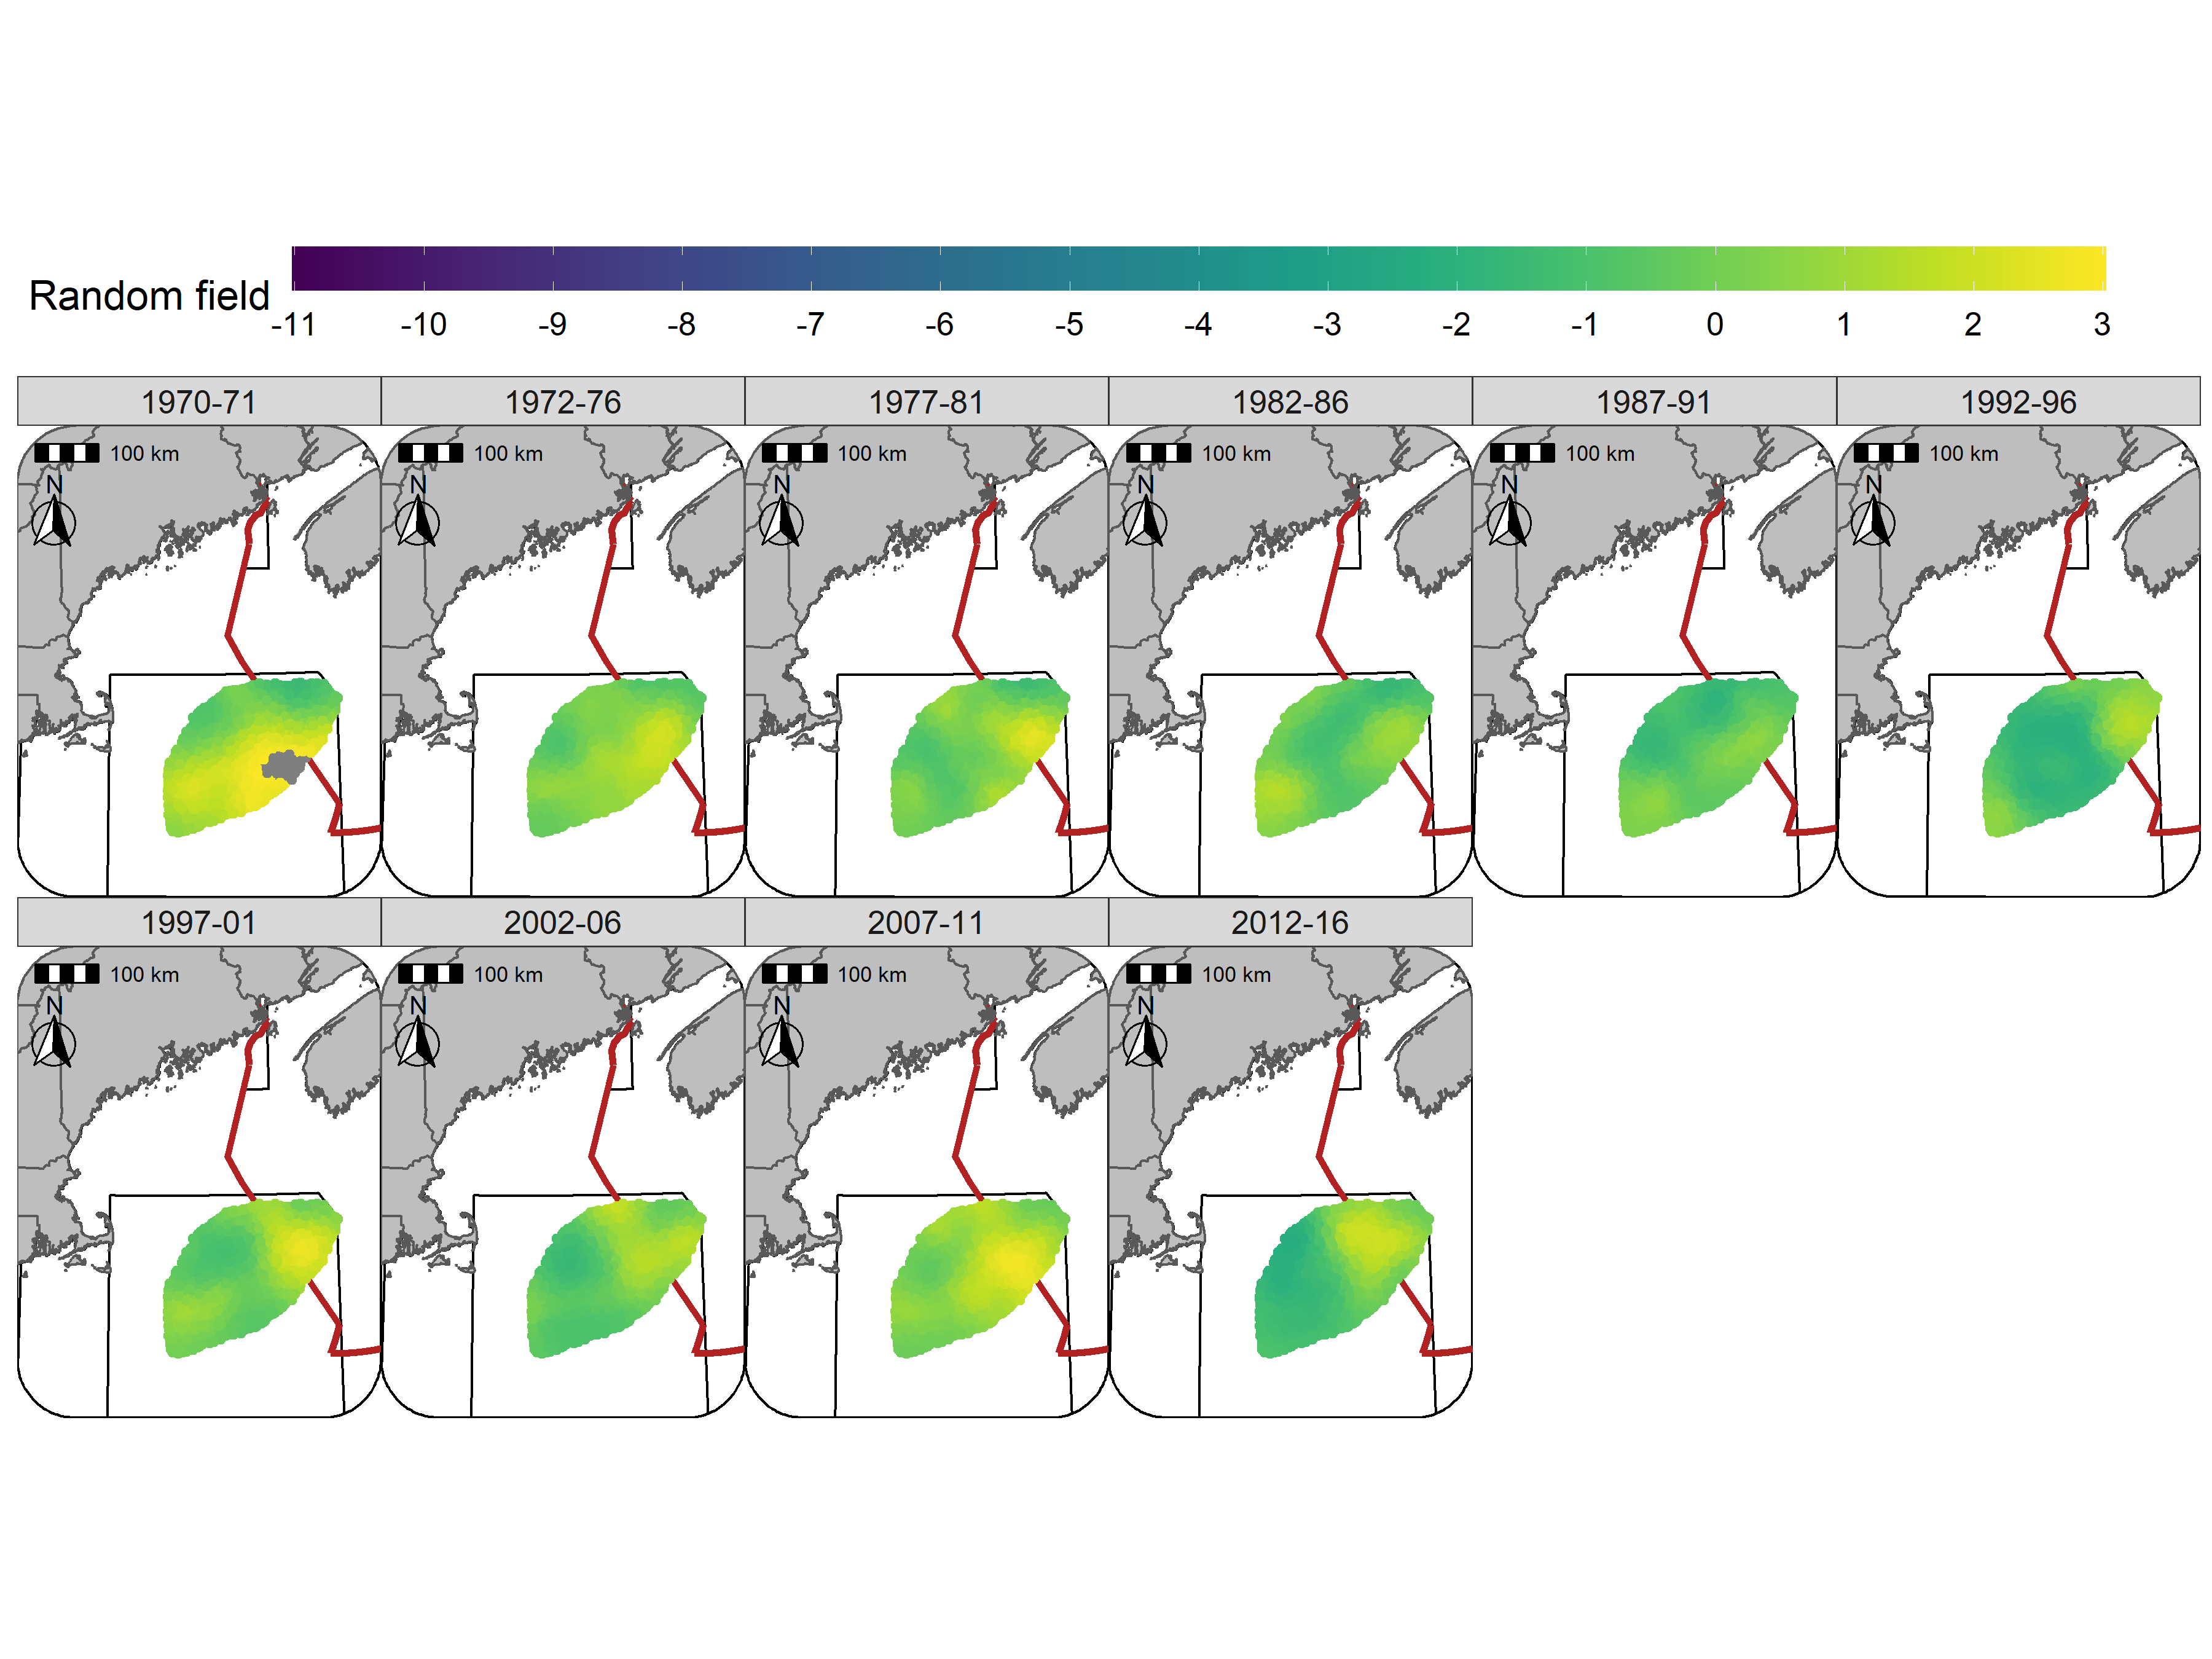 Random field
-11 -10 -9 -8 -7 -6 -5 -4 -3 -2 -1 0 1 2 3
1970-71 1972-76 1977-81 1982-86 1987-91 1992-96
100 km 100 km 100 km 100 km 100 km 100 km
N N N N N N
1997-01 2002-06 2007-11 2012-16
100 km 100 km 100 km 100 km
N N N N